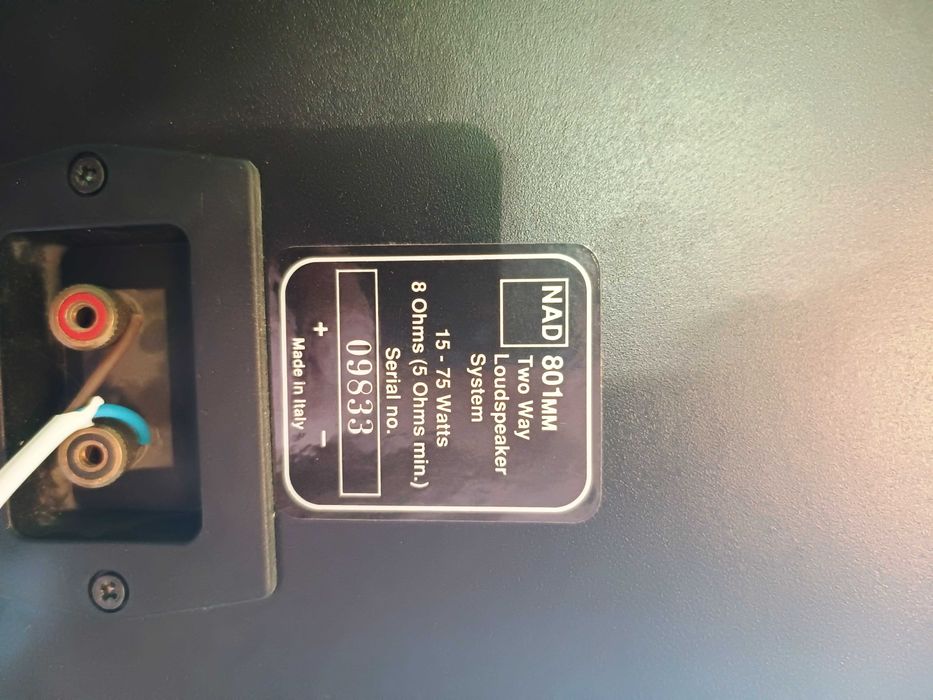 NAD 801MM
Two Way
Loudspeaker
System
15 - 75 Watts
8 Ohms (5 Ohms min.)
Serial no.
09833
+ −
Made in Italy